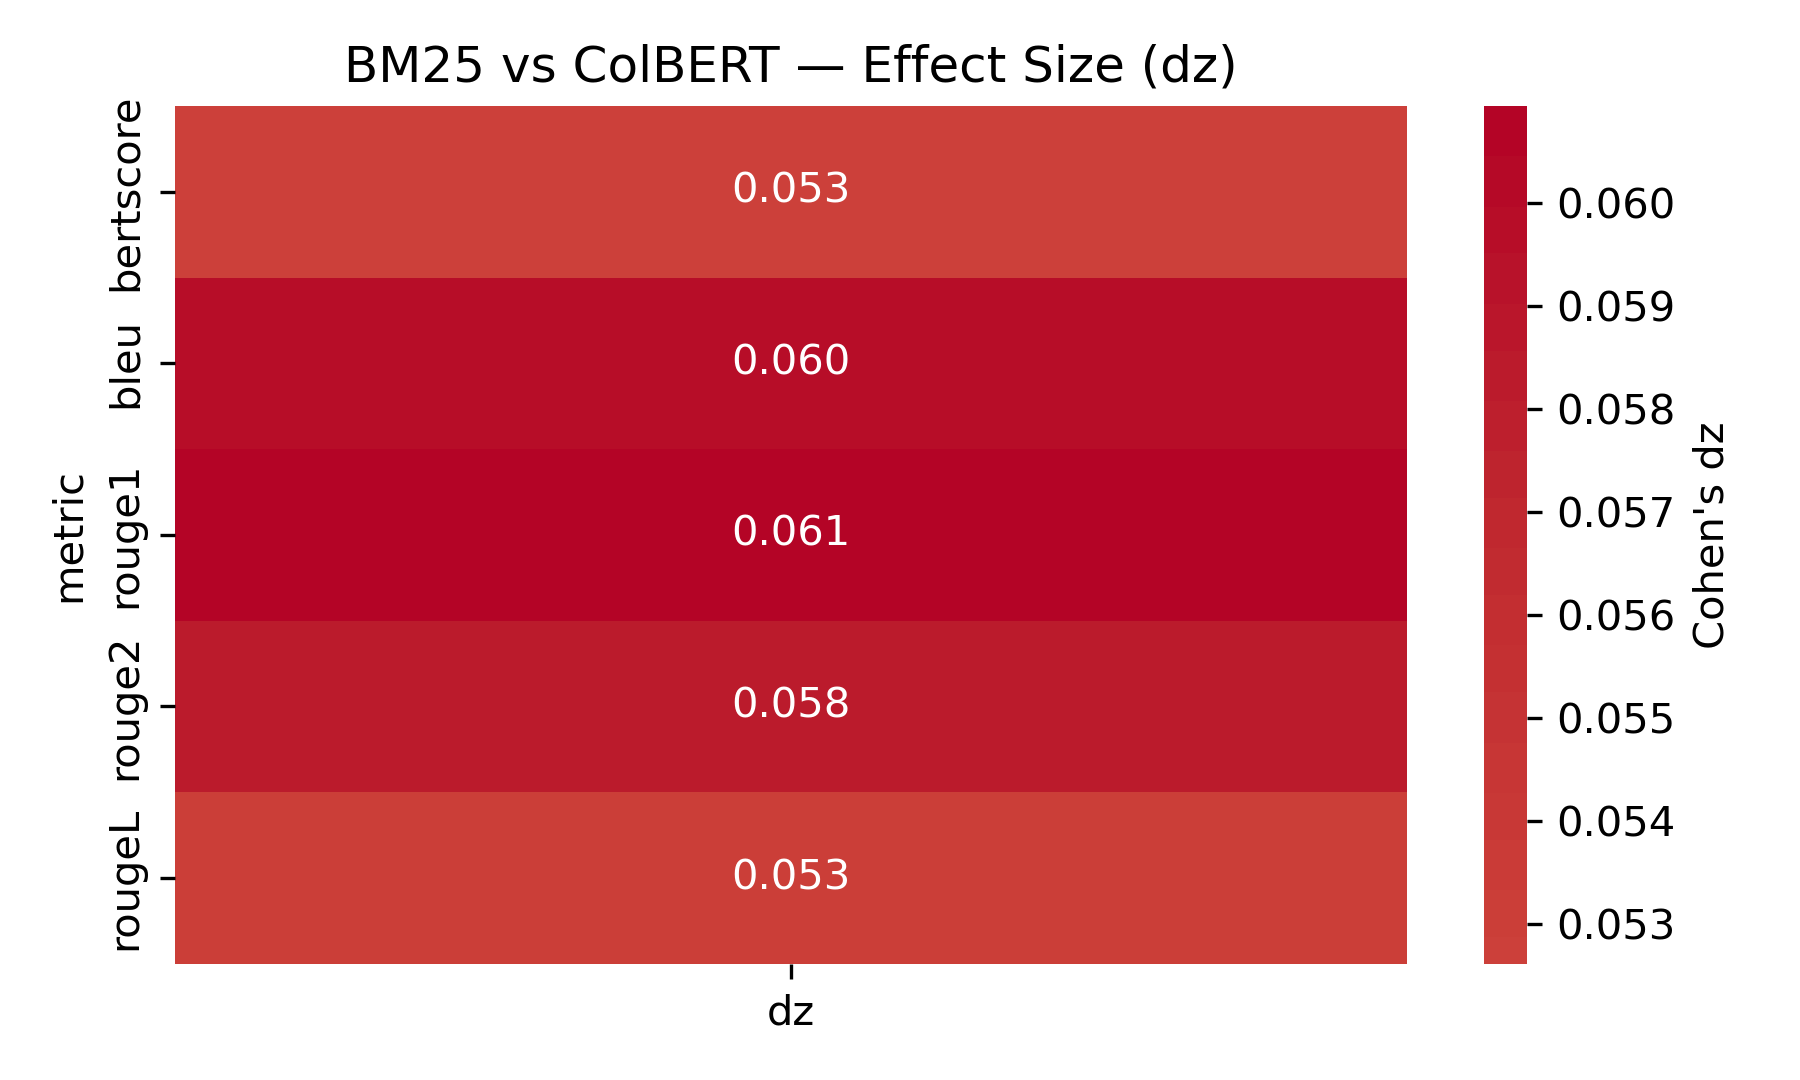 BM25 vs ColBERT — Effect Size (dz)
metric
bertscore
0.053
bleu
0.060
rouge1
0.061
rouge2
0.058
rougeL
0.053
dz
0.060
0.059
0.058
0.057
0.056
0.055
0.054
0.053
Cohen's dz